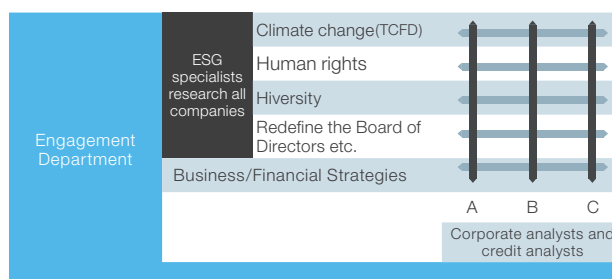 Engagement
Department
ESG
specialists
research all
companies
Climate change(TCFD)
Human rights
Hiversity
Redefine the Board of
Directors etc.
Business/Financial Strategies
A B C
Corporate analysts and
credit analysts